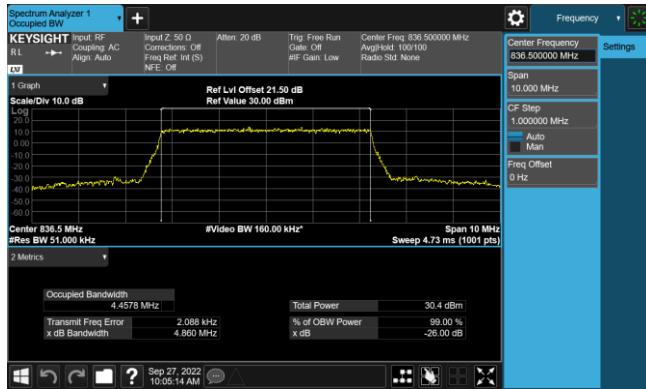 Spectrum Analyzer 1
Occupied BW
Frequency
KEYSIGHT
R L
LXI
Input: RF
Coupling: AC
Align: Auto
Input Z: 50 Ω
Corrections: Off
Freq Ref: Int (S)
NFE: Off
Atten: 20 dB
Trig: Free Run
Gate: Off
#IF Gain: Low
Center Freq: 836.500000 MHz
Avg|Hold: 100/100
Radio Std: None
Center Frequency
836.500000 MHz
Settings
Span
10.000 MHz
CF Step
1.000000 MHz
Auto
Man
Freq Offset
0 Hz
1 Graph
Scale/Div 10.0 dB
Ref Lvl Offset 21.50 dB
Ref Value 30.00 dBm
Log
20.0
10.0
0.00
-10.0
-20.0
-30.0
-40.0
-50.0
-60.0
Center 836.5 MHz
#Res BW 51.000 kHz
#Video BW 160.00 kHz*
Span 10 MHz
Sweep 4.73 ms (1001 pts)
2 Metrics
Occupied Bandwidth
4.4578 MHz
Total Power 30.4 dBm
Transmit Freq Error 2.088 kHz
% of OBW Power 99.00 %
x dB Bandwidth 4.860 MHz
x dB -26.00 dB
?
Sep 27, 2022
10:05:14 AM